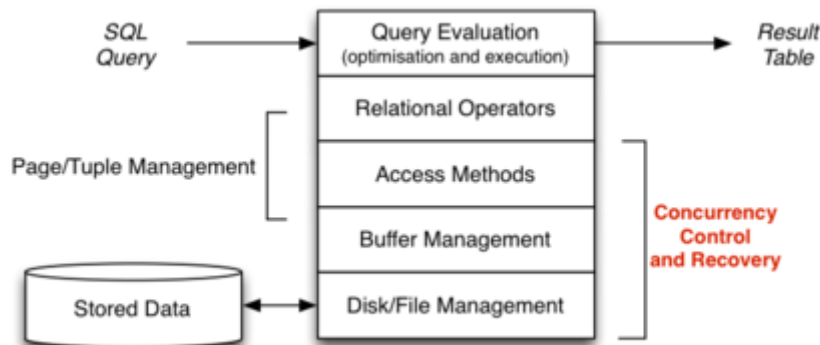 SQL
Query
Query Evaluation
(optimisation and execution)
Result
Table
Relational Operators
Page/Tuple Management
Access Methods
Concurrency
Control
and Recovery
Buffer Management
Stored Data
Disk/File Management